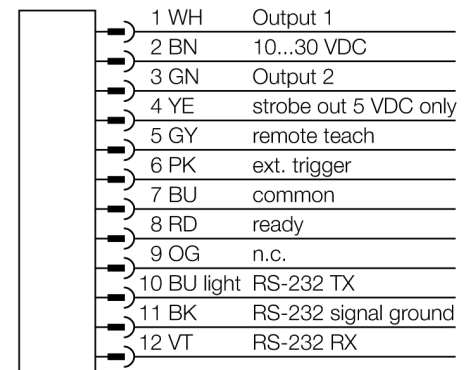 1 WH Output 1
2 BN 10...30 VDC
3 GN Output 2
4 YE strobe out 5 VDC only
5 GY remote teach
6 PK ext. trigger
7 BU common
8 RD ready
9 OG n.c.
10 BU light RS-232 TX
11 BK RS-232 signal ground
12 VT RS-232 RX